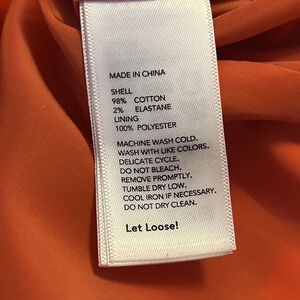 MADE IN CHINA
SHELL
98% COTTON
2% ELASTANE
LINING
100% POLYESTER
MACHINE WASH COLD.
WASH WITH LIKE COLORS.
DELICATE CYCLE.
DO NOT BLEACH.
REMOVE PROMPTLY.
TUMBLE DRY LOW.
COOL IRON IF NECESSARY.
DO NOT DRY CLEAN.
Let Loose!